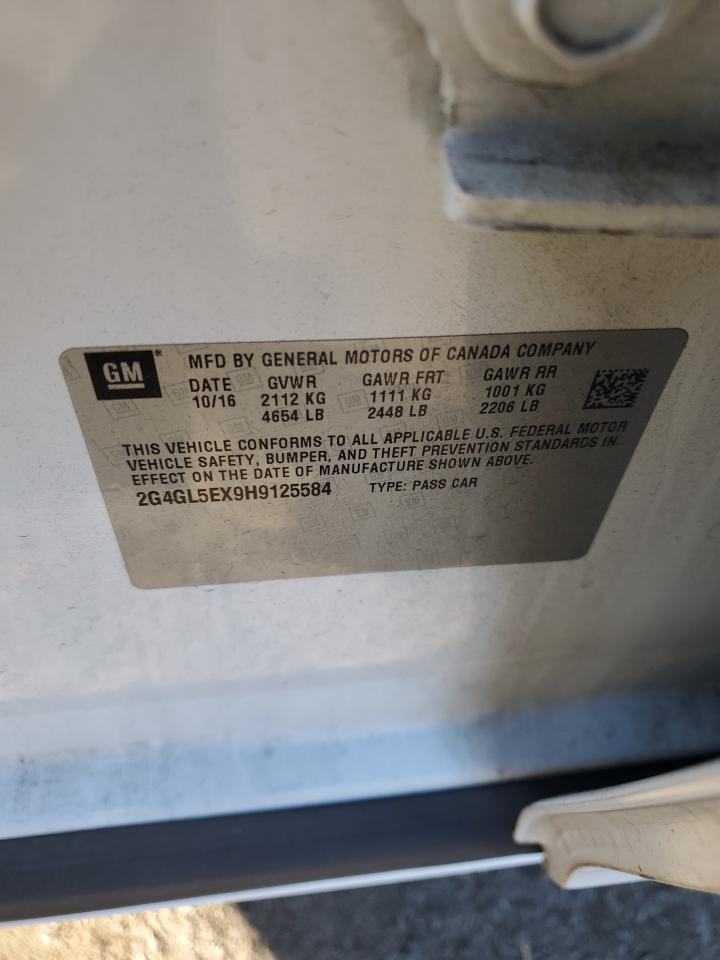 GM
MFD BY GENERAL MOTORS OF CANADA COMPANY
DATE GVWR GAWR FRT GAWR RR
10/16 2112 KG 1111 KG 1001 KG
4654 LB 2448 LB 2206 LB
THIS VEHICLE CONFORMS TO ALL APPLICABLE U.S. FEDERAL MOTOR
VEHICLE SAFETY, BUMPER, AND THEFT PREVENTION STANDARDS IN
EFFECT ON THE DATE OF MANUFACTURE SHOWN ABOVE.
2G4GL5EX9H9125584 TYPE: PASS CAR